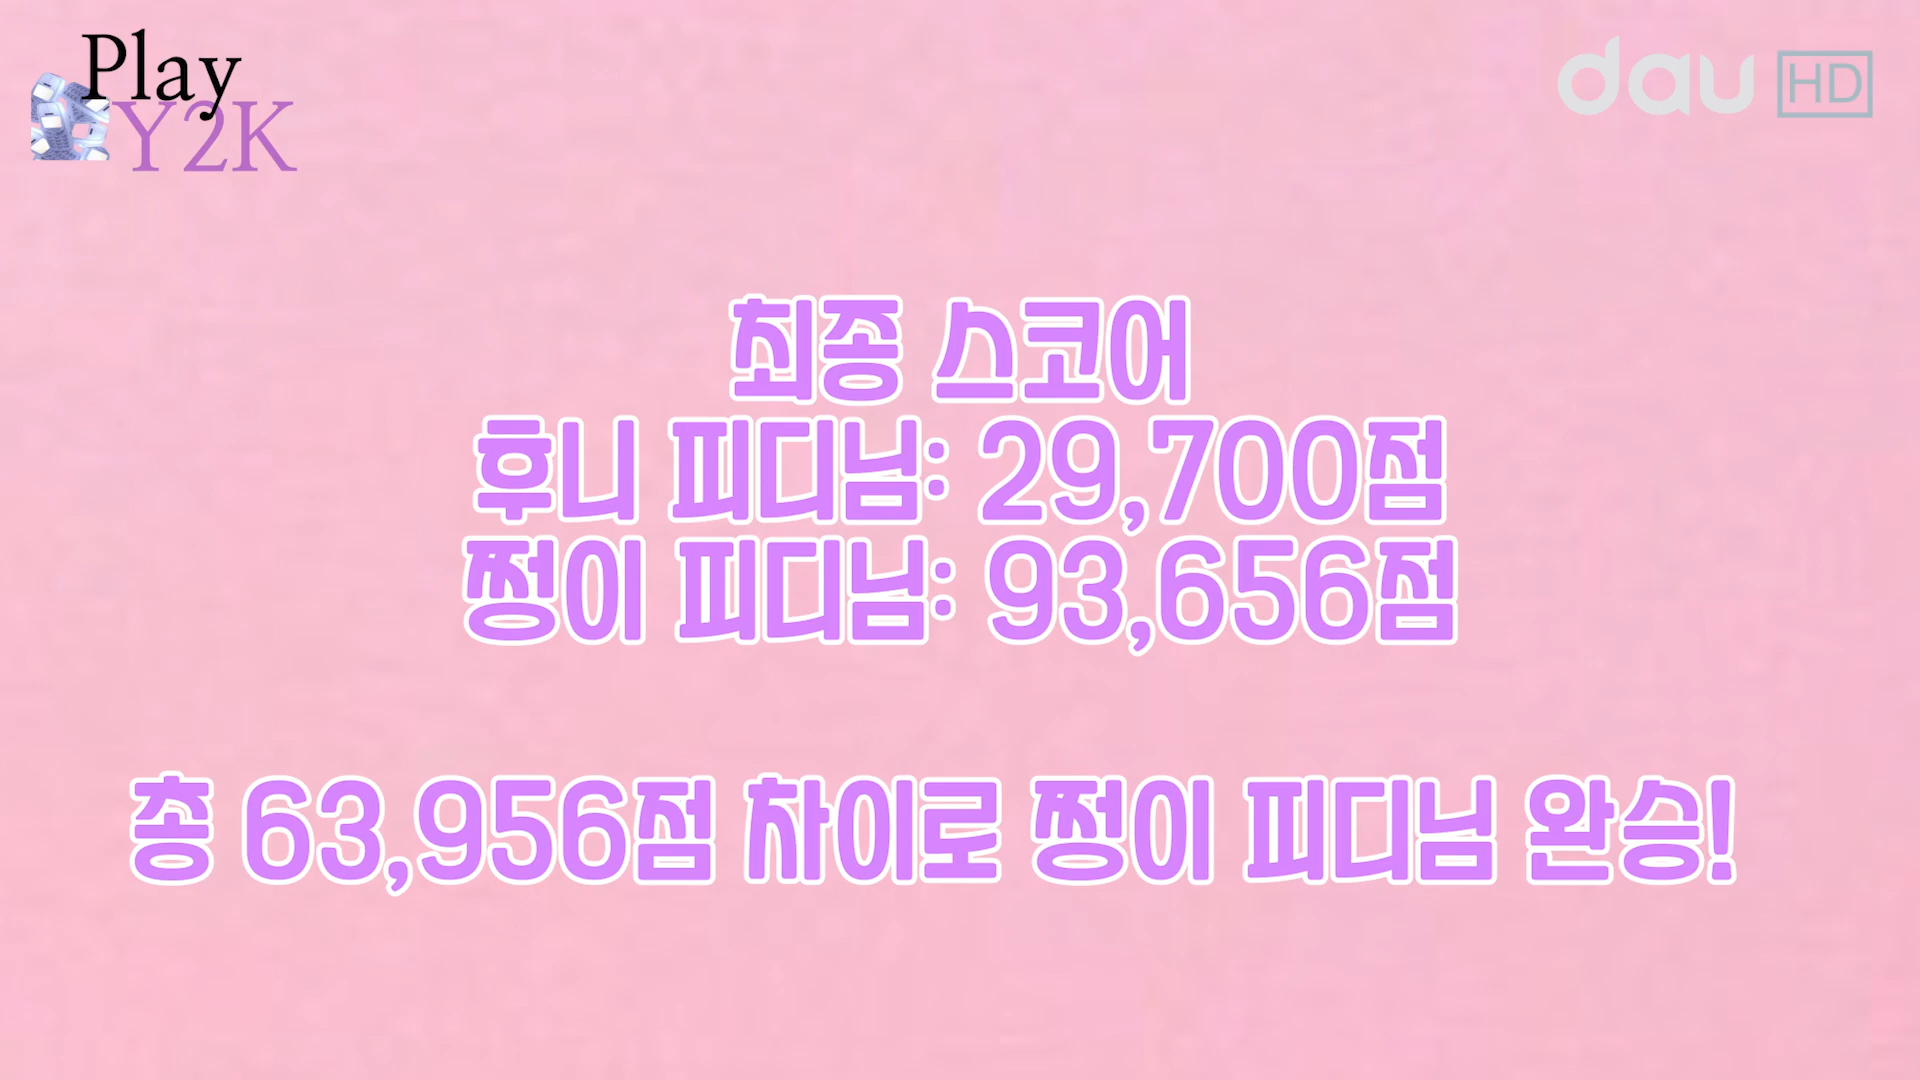 Play
Y2K
dau HD
최종 스코어
후니 피디님: 29,700점
쩡이 피디님: 93,656점
총 63,956점 차이로 쩡이 피디님 완승!